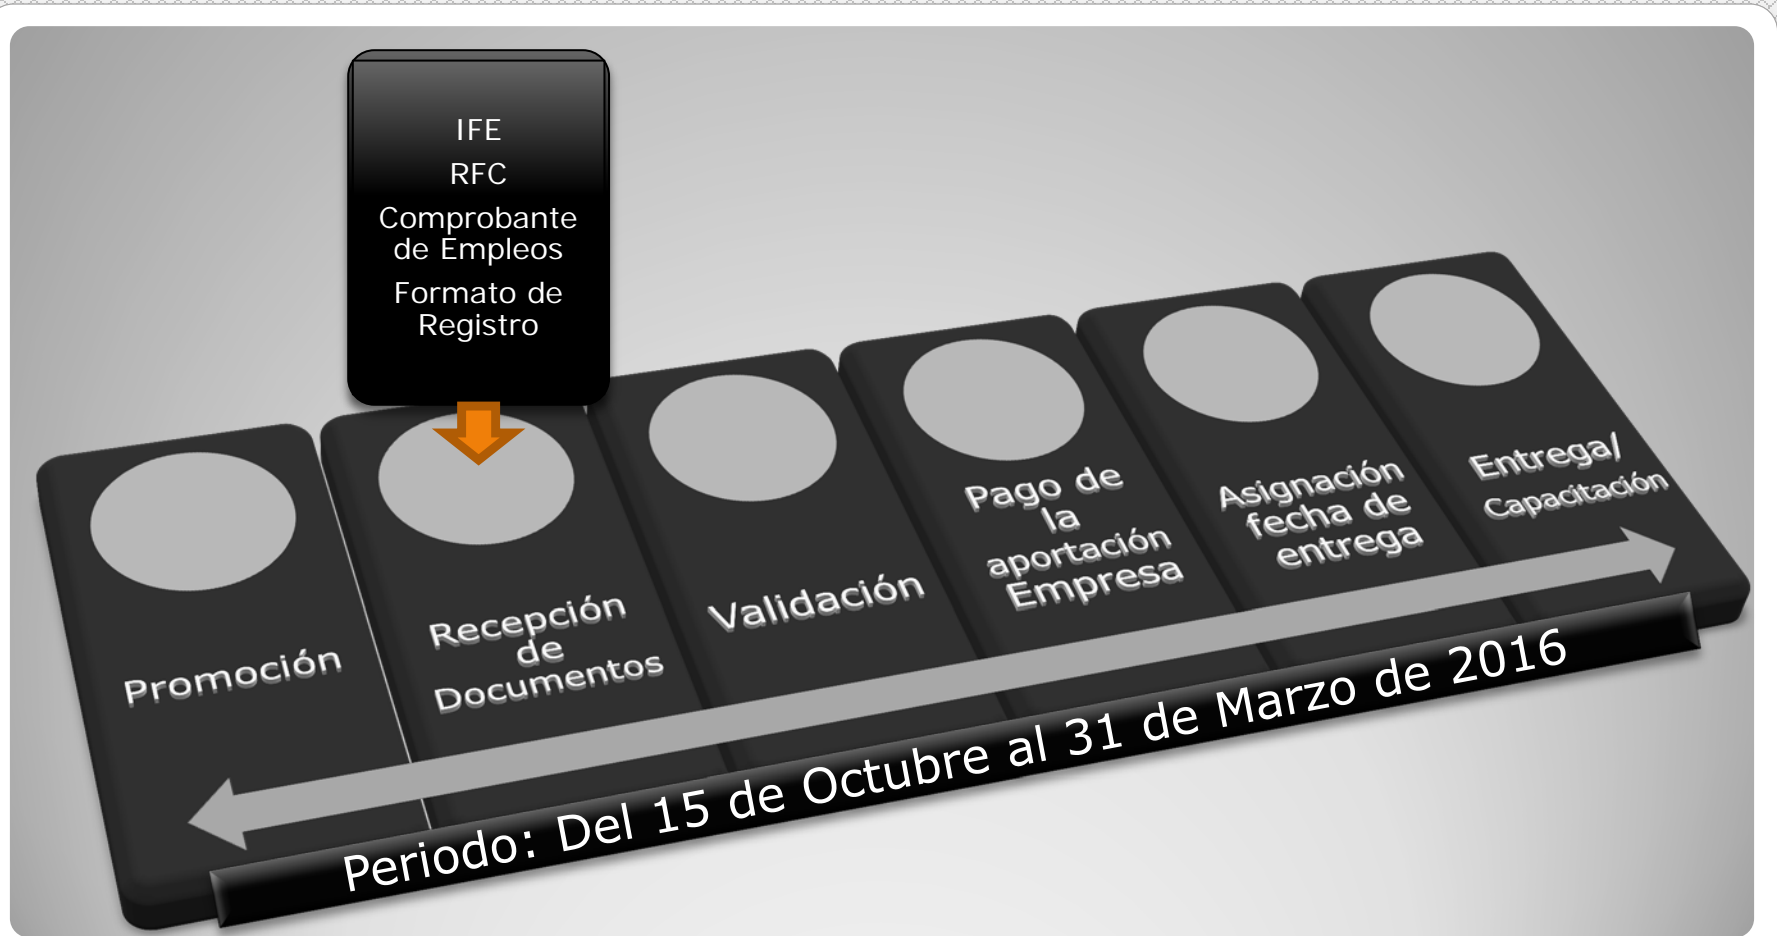 IFE
RFC
Comprobante
de Empleos
Formato de
Registro
Promoción
Recepción
de
Documentos
Validación
Pago de
la
aportación
Empresa
Asignación
fecha de
entrega
Entrega/
Capacitación
Periodo: Del 15 de Octubre al 31 de Marzo de 2016